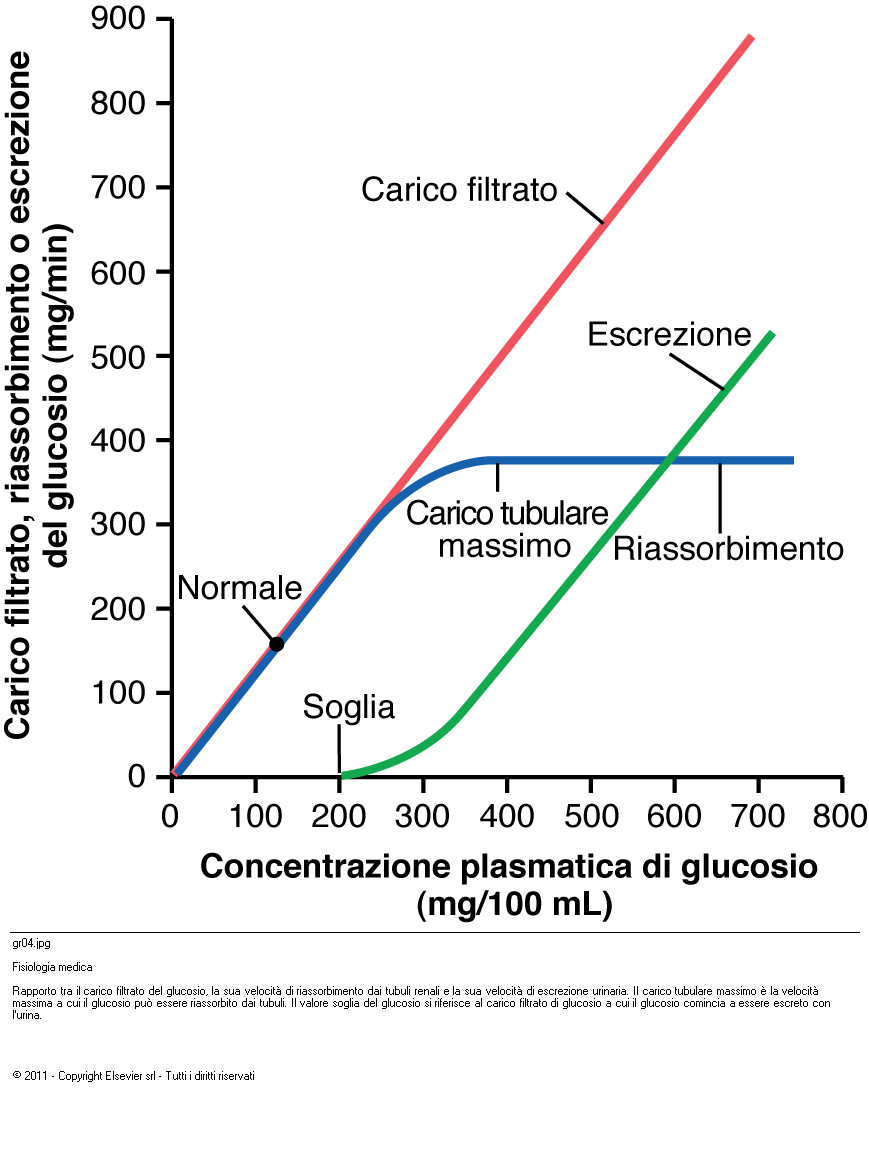 Carico filtrato, riassorbimento o escrezione
del glucosio (mg/min)
900
800
700
600
500
400
300
200
100
0
Carico filtrato
Escrezione
Carico tubulare
massimo
Riassorbimento
Normale
Soglia
0 100 200 300 400 500 600 700 800
Concentrazione plasmatica di glucosio
(mg/100 mL)
gr04.jpg
Fisiologia medica
Rapporto tra il carico filtrato del glucosio, la sua velocità di riassorbimento dai tubuli renali e la sua velocità di escrezione urinaria. Il carico tubulare massimo è la velocità
massima a cui il glucosio può essere riassorbito dai tubuli. Il valore soglia del glucosio si riferisce al carico filtrato di glucosio a cui il glucosio comincia a essere escreto con
l'urina.
© 2011 - Copyright Elsevier srl - Tutti i diritti riservati